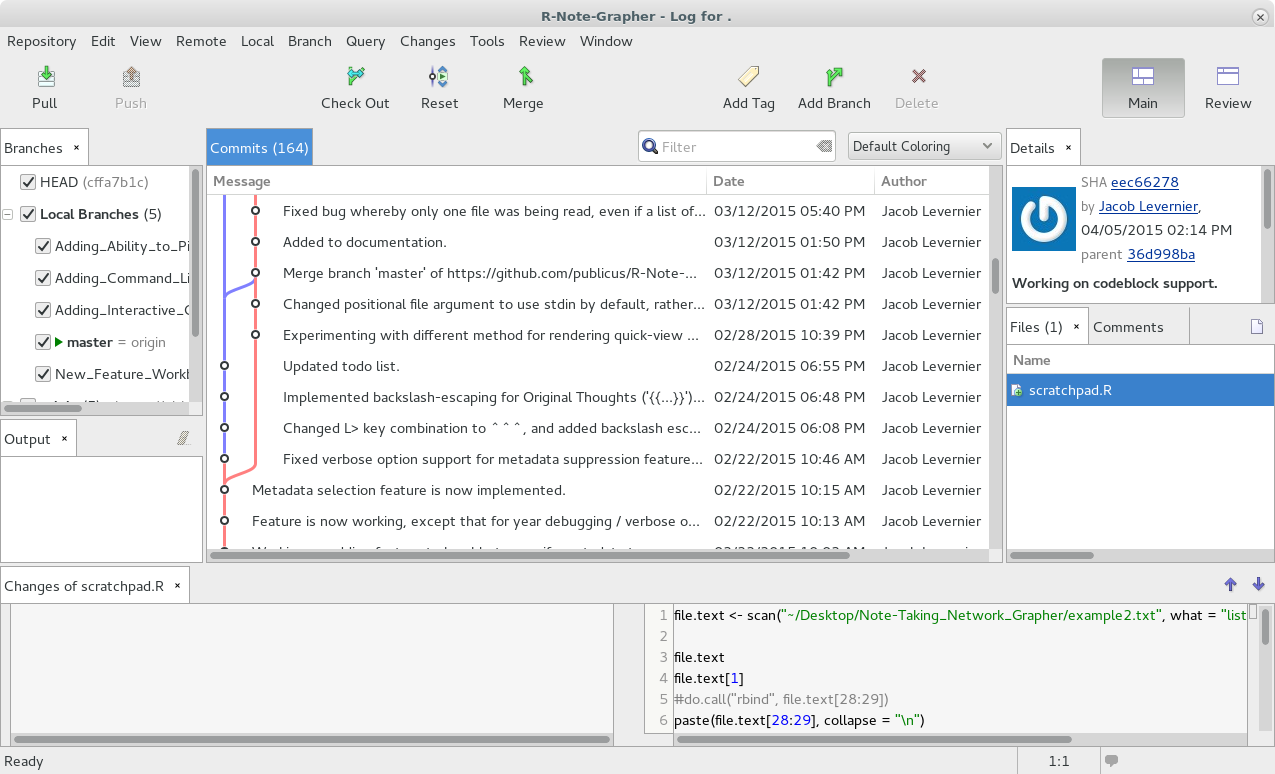 R-Note-Grapher - Log for .
Repository Edit View Remote Local Branch Query Changes Tools Review Window
Pull Push Check Out Reset Merge Add Tag Add Branch Delete Main Review
Branches
HEAD (cffa7b1c)
Local Branches (5)
Adding_Ability_to_Pi
Adding_Command_Li
Adding_Interactive_
master = origin
New_Feature_Workb
Output
Commits (164)
Filter
Default Coloring
Message Date Author
Fixed bug whereby only one file was being read, even if a list of... 03/12/2015 05:40 PM Jacob Levernier
Added to documentation. 03/12/2015 01:50 PM Jacob Levernier
Merge branch 'master' of https://github.com/publicus/R-Note-... 03/12/2015 01:42 PM Jacob Levernier
Changed positional file argument to use stdin by default, rather... 03/12/2015 01:42 PM Jacob Levernier
Experimenting with different method for rendering quick-view ... 02/28/2015 10:39 PM Jacob Levernier
Updated todo list. 02/24/2015 06:55 PM Jacob Levernier
Implemented backslash-escaping for Original Thoughts ('{{...}}')... 02/24/2015 06:48 PM Jacob Levernier
Changed L> key combination to ^^^, and added backslash esc... 02/24/2015 06:08 PM Jacob Levernier
Fixed verbose option support for metadata suppression feature... 02/22/2015 10:46 AM Jacob Levernier
Metadata selection feature is now implemented. 02/22/2015 10:15 AM Jacob Levernier
Feature is now working, except that for year debugging / verbose o... 02/22/2015 10:13 AM Jacob Levernier
Details
SHA eec66278
by Jacob Levernier,
04/05/2015 02:14 PM
parent 36d998ba
Working on codeblock support.
Files (1) Comments
Name
scratchpad.R
Changes of scratchpad.R
1 file.text <- scan("~/Desktop/Note-Taking_Network_Grapher/example2.txt", what = "list
2
3 file.text
4 file.text[1]
5 #do.call("rbind", file.text[28:29])
6 paste(file.text[28:29], collapse = "\n")
Ready 1:1